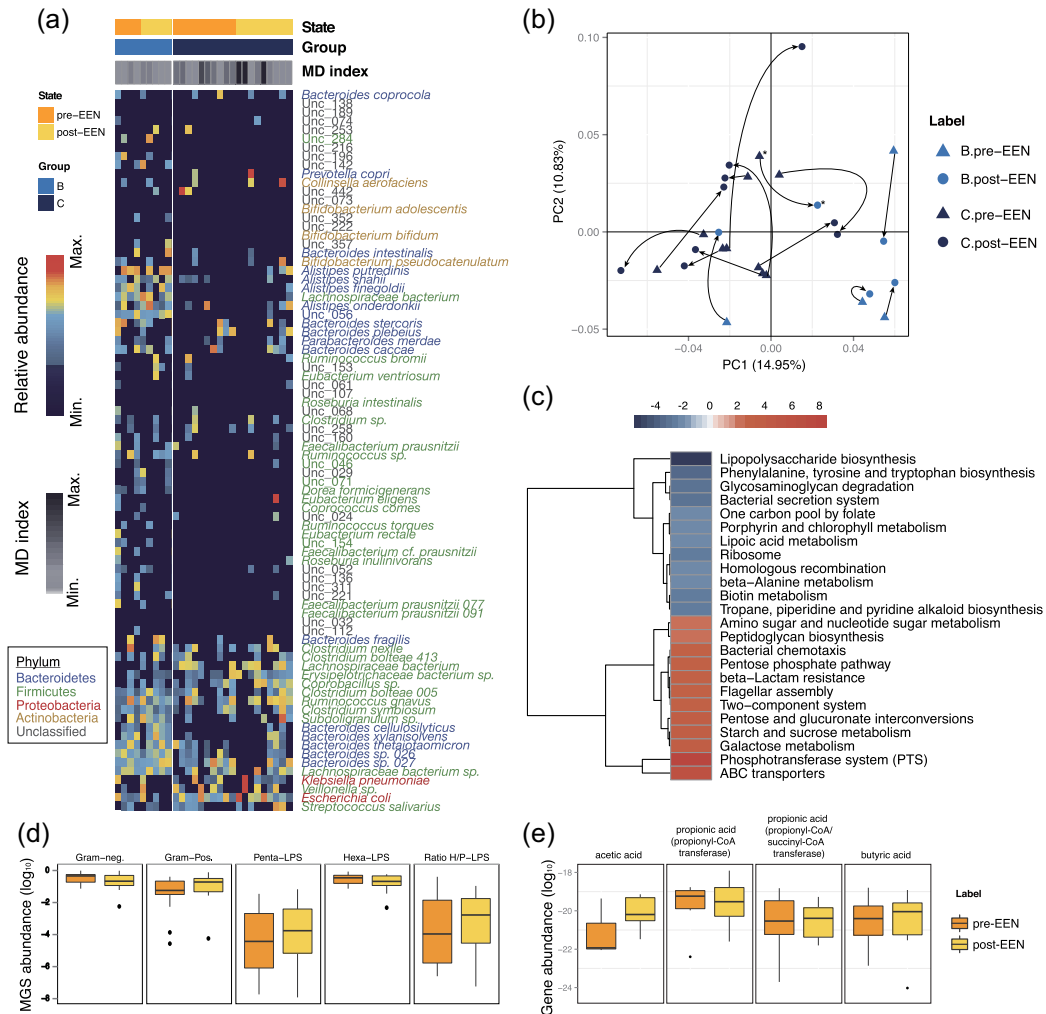 (a)
State
Group
MD index
State
pre−EEN
post−EEN
Group
B
C
Relative abundance
Max.
Min.
MD index
Max.
Min.
Phylum
Bacteroidetes
Firmicutes
Proteobacteria
Actinobacteria
Unclassified
Bacteroides coprocola
Unc_138
Unc_189
Unc_074
Unc_253
Unc_284
Unc_216
Unc_196
Unc_142
Prevotella copri
Collinsella aerofaciens
Unc_442
Unc_073
Bifidobacterium adolescentis
Unc_352
Unc_222
Bifidobacterium bifidum
Unc_357
Bacteroides intestinalis
Bifidobacterium pseudocatenulatum
Alistipes putredinis
Alistipes shahii
Alistipes finegoldii
Lachnospiraceae bacterium
Alistipes onderdonkii
Unc_056
Bacteroides stercoris
Bacteroides plebeius
Parabacteroides merdae
Bacteroides caccae
Ruminococcus bromii
Unc_153
Eubacterium ventriosum
Unc_061
Unc_107
Roseburia intestinalis
Unc_068
Clostridium sp.
Unc_258
Unc_160
Faecalibacterium prausnitzii
Ruminococcus sp.
Unc_046
Unc_029
Unc_071
Dorea formicigenerans
Eubacterium eligens
Coprococcus comes
Unc_024
Ruminococcus torques
Eubacterium rectale
Unc_154
Faecalibacterium cf. prausnitzii
Roseburia inulinivorans
Unc_052
Unc_136
Unc_311
Unc_221
Faecalibacterium prausnitzii 077
Faecalibacterium prausnitzii 091
Unc_032
Unc_112
Bacteroides fragilis
Clostridium nexile
Clostridium bolteae 413
Lachnospiraceae bacterium
Erysipelotrichaceae bacterium sp.
Coprobacillus sp.
Clostridium bolteae 005
Ruminococcus gnavus
Clostridium symbiosum
Subdoligranulum sp.
Bacteroides cellulosilyticus
Bacteroides xylanisolvens
Bacteroides thetaiotaomicron
Bacteroides sp. 026
Bacteroides sp. 027
Lachnospiraceae bacterium sp.
Klebsiella pneumoniae
Veillonella sp.
Escherichia coli
Streptococcus salivarius
(b)
PC2 (10.83%)
0.10
0.05
0.00
−0.05
*
*
−0.04
0.00
0.04
PC1 (14.95%)
Label
B.pre−EEN
B.post−EEN
C.pre−EEN
C.post−EEN
(c)
-4 -2 0 2 4 6 8
Lipopolysaccharide biosynthesis
Phenylalanine, tyrosine and tryptophan biosynthesis
Glycosaminoglycan degradation
Bacterial secretion system
One carbon pool by folate
Porphyrin and chlorophyll metabolism
Lipoic acid metabolism
Ribosome
Homologous recombination
beta−Alanine metabolism
Biotin metabolism
Tropane, piperidine and pyridine alkaloid biosynthesis
Amino sugar and nucleotide sugar metabolism
Peptidoglycan biosynthesis
Bacterial chemotaxis
Pentose phosphate pathway
beta−Lactam resistance
Flagellar assembly
Two−component system
Pentose and glucuronate interconversions
Starch and sucrose metabolism
Galactose metabolism
Phosphotransferase system (PTS)
ABC transporters
(d)
MGS abundance (log10)
0
−2
−4
−6
−8
Gram−neg.
Gram−Pos.
Penta−LPS
Hexa−LPS
Ratio H/P−LPS
(e)
Gene abundance (log10)
−18
−20
−22
−24
acetic acid
propionic acid
(propionyl−CoA
transferase)
propionic acid
(propionyl−CoA/
succinyl−CoA
transferase)
butyric acid
Label
pre−EEN
post−EEN